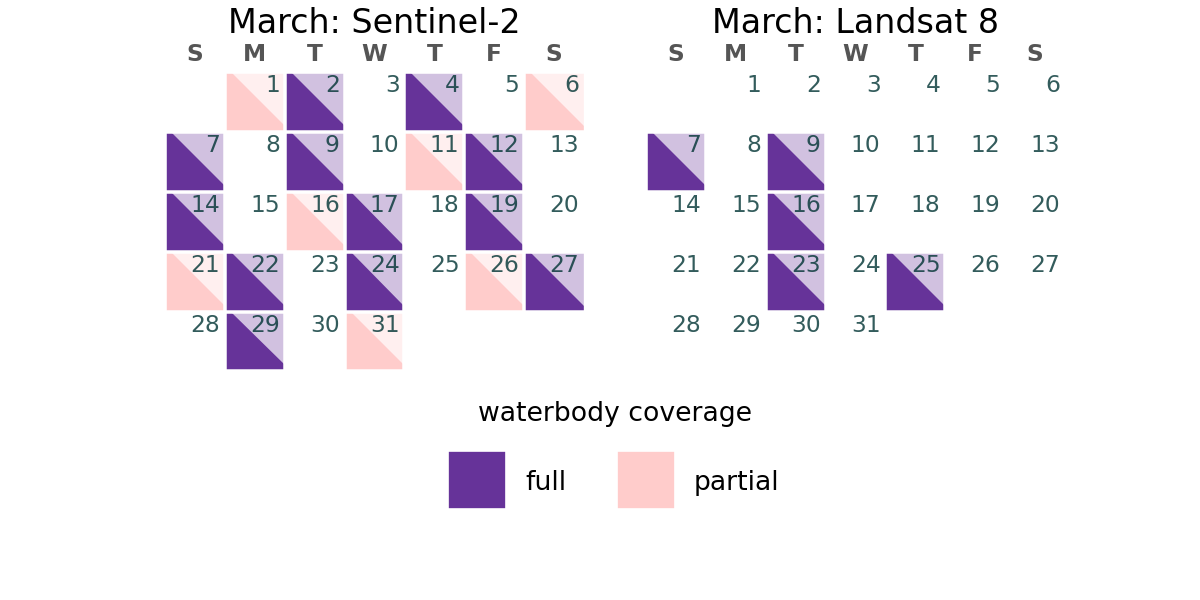 March: Sentinel-2
S M T W T F S
1 2 3 4 5 6
7 8 9 10 11 12 13
14 15 16 17 18 19 20
21 22 23 24 25 26 27
28 29 30 31
March: Landsat 8
S M T W T F S
1 2 3 4 5 6
7 8 9 10 11 12 13
14 15 16 17 18 19 20
21 22 23 24 25 26 27
28 29 30 31
waterbody coverage
full
partial